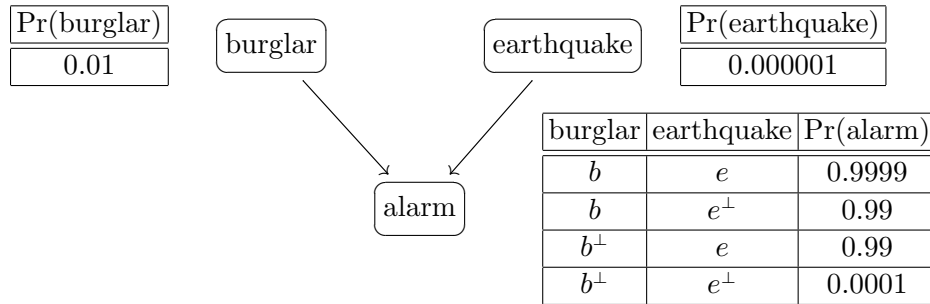 Pr(burglar)
0.01
burglar
earthquake
Pr(earthquake)
0.000001
alarm
burglar earthquake Pr(alarm)
b e 0.9999
b e⊥ 0.99
b⊥ e 0.99
b⊥ e⊥ 0.0001